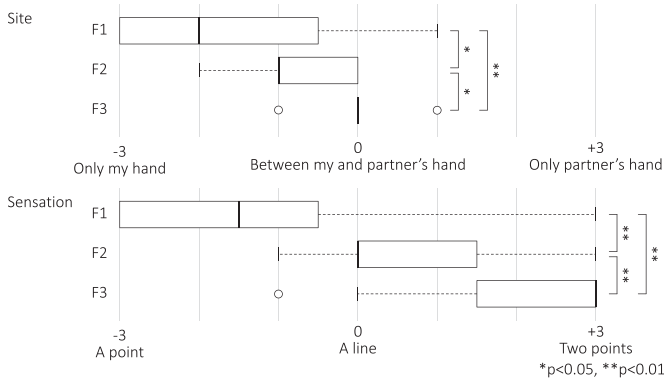 Site
F1
F2
F3
*
*
**
-3 0 +3
Only my hand Between my and partner's hand Only partner's hand
Sensation
F1
F2
F3
**
**
**
-3 0 +3
A point A line Two points
*p<0.05, **p<0.01